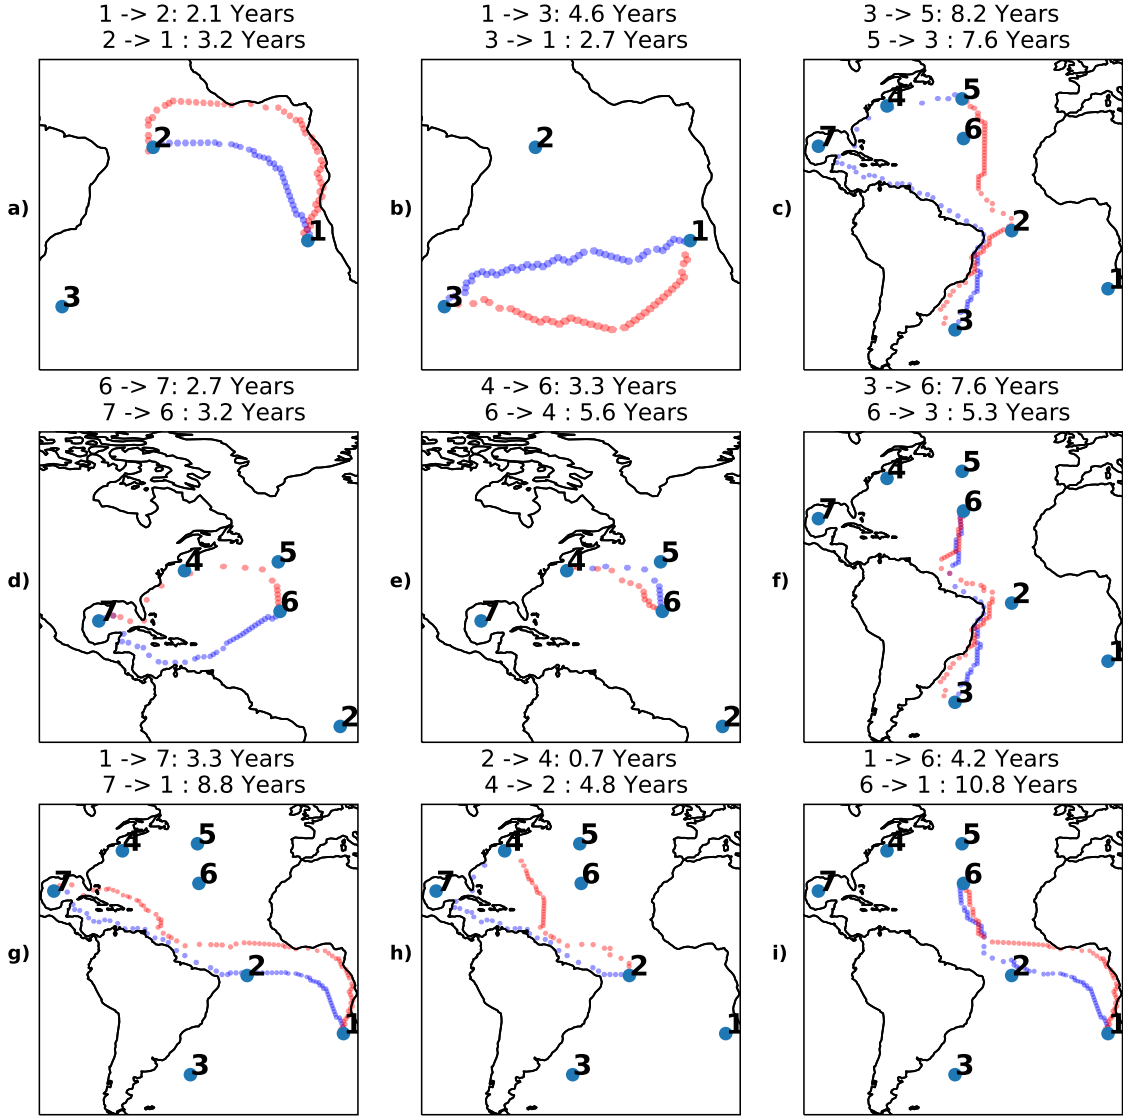 1 -> 2: 2.1 Years
2 -> 1 : 3.2 Years
1 -> 3: 4.6 Years
3 -> 1 : 2.7 Years
3 -> 5: 8.2 Years
5 -> 3 : 7.6 Years
a)
2
1
3
b)
2
1
3
c)
4
5
7
6
2
1
3
6 -> 7: 2.7 Years
7 -> 6 : 3.2 Years
4 -> 6: 3.3 Years
6 -> 4 : 5.6 Years
3 -> 6: 7.6 Years
6 -> 3 : 5.3 Years
d)
4
5
7
6
2
e)
4
5
7
6
2
f)
4
5
7
6
2
1
3
1 -> 7: 3.3 Years
7 -> 1 : 8.8 Years
2 -> 4: 0.7 Years
4 -> 2 : 4.8 Years
1 -> 6: 4.2 Years
6 -> 1 : 10.8 Years
g)
4
5
7
6
2
1
3
h)
4
5
7
6
2
1
3
i)
4
5
7
6
2
1
3